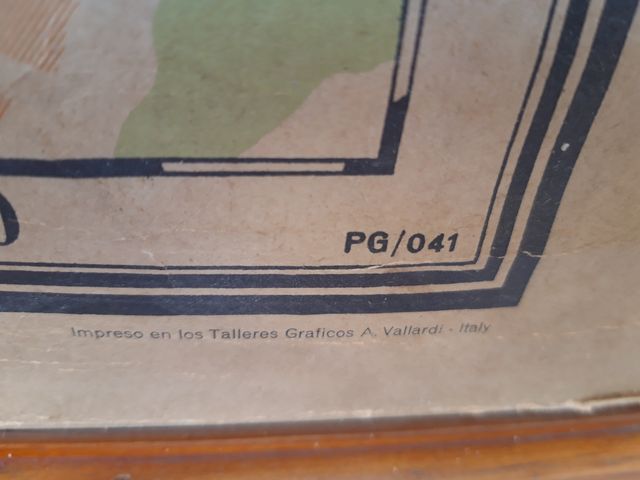 PG/041
Impreso en los Talleres Graficos A. Vallardi - Italy